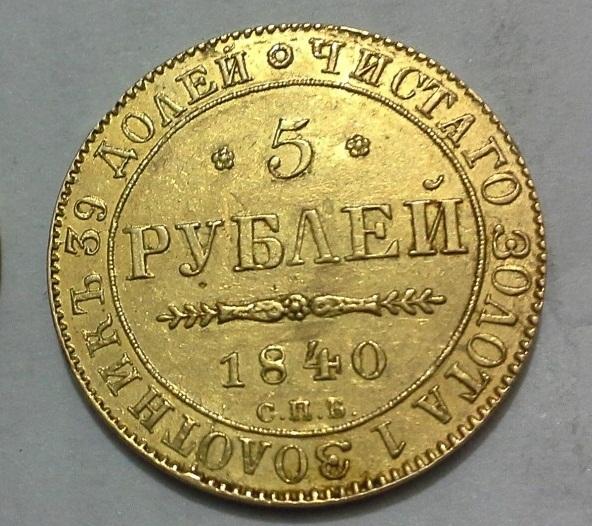 ЧИСТАГО ЗОЛОТА 1 ЗОЛОТНИКЪ 39 ДОЛЕЙ
5
РУБЛЕЙ
1840
С.П.Б.